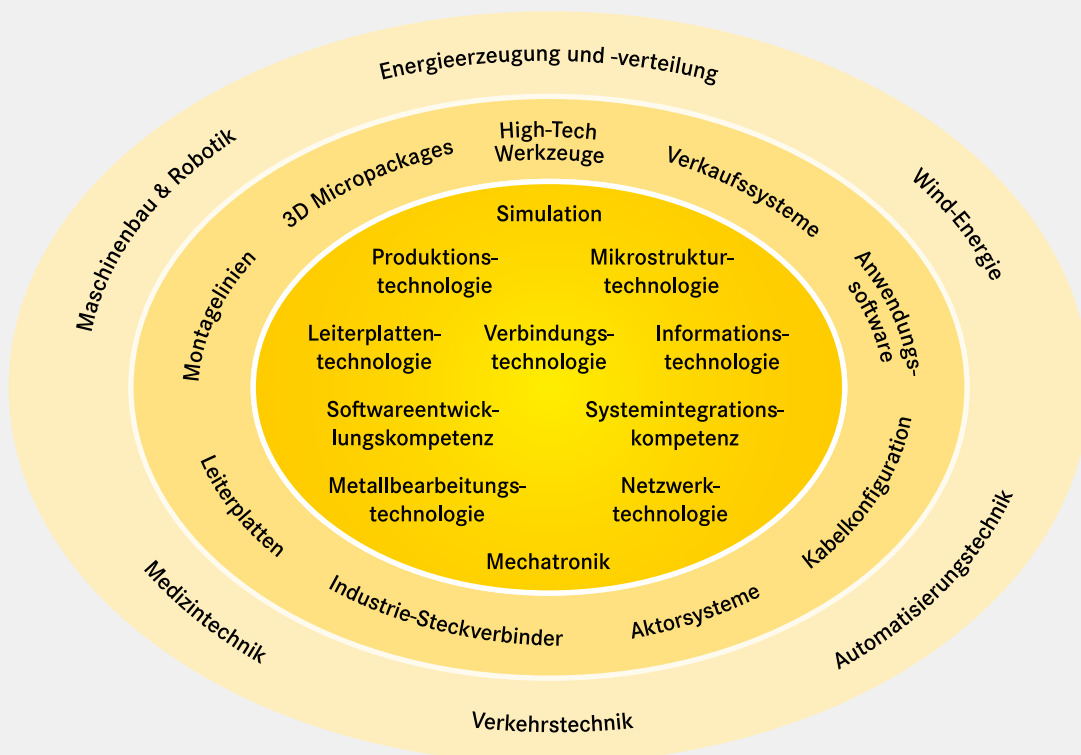 Energieerzeugung und -verteilung
Maschinenbau & Robotik
Wind-Energie
Medizintechnik
Automatisierungstechnik
Verkehrstechnik
High-Tech
Werkzeuge
3D Micropackages
Verkaufssysteme
Montagelinien
Anwendungs-
software
Leiterplatten
Kabelkonfiguration
Industrie-Steckverbinder
Aktorsysteme
Simulation
Produktions-
technologie
Mikrostruktur-
technologie
Leiterplatten-
technologie
Verbindungs-
technologie
Informations-
technologie
Softwareentwick-
lungskompetenz
Systemintegrations-
kompetenz
Metallbearbeitungs-
technologie
Netzwerk-
technologie
Mechatronik